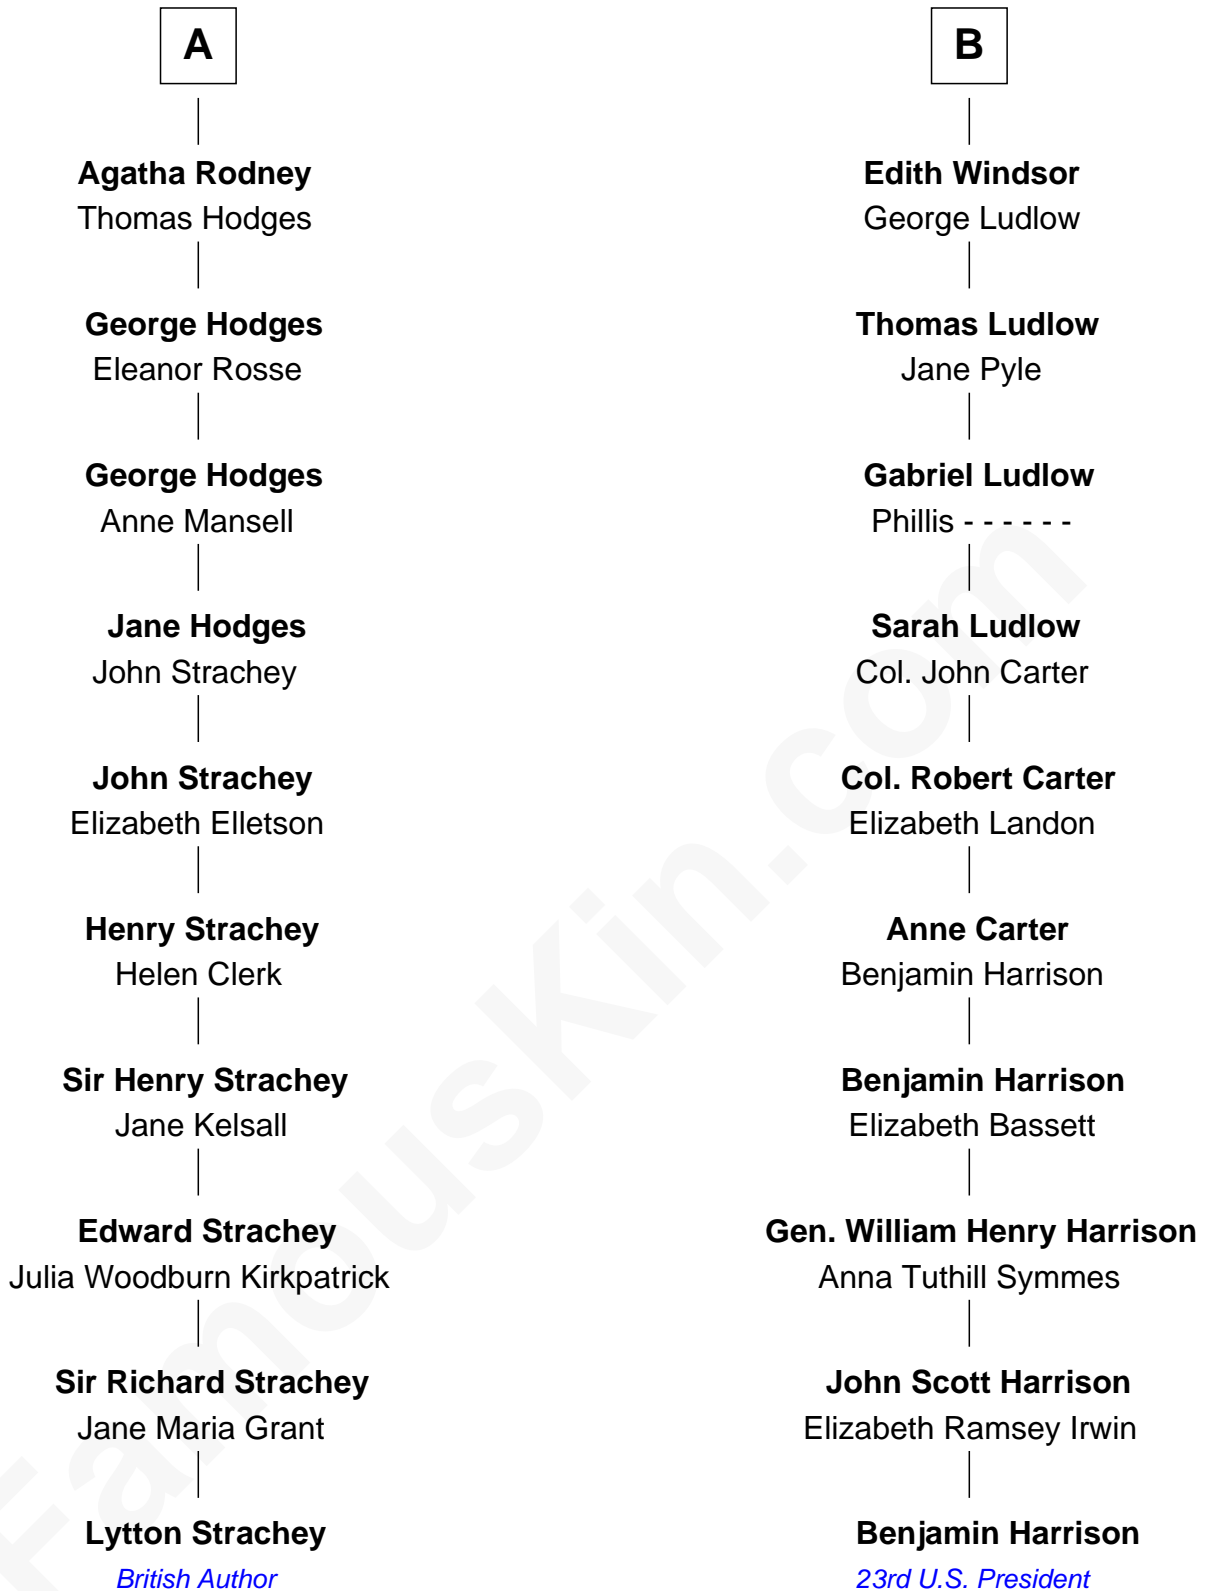 A
Agatha Rodney
Thomas Hodges
George Hodges
Eleanor Rosse
George Hodges
Anne Mansell
Jane Hodges
John Strachey
John Strachey
Elizabeth Elletson
Henry Strachey
Helen Clerk
Sir Henry Strachey
Jane Kelsall
Edward Strachey
Julia Woodburn Kirkpatrick
Sir Richard Strachey
Jane Maria Grant
Lytton Strachey
British Author
B
Edith Windsor
George Ludlow
Thomas Ludlow
Jane Pyle
Gabriel Ludlow
Phillis - - - - - -
Sarah Ludlow
Col. John Carter
Col. Robert Carter
Elizabeth Landon
Anne Carter
Benjamin Harrison
Benjamin Harrison
Elizabeth Bassett
Gen. William Henry Harrison
Anna Tuthill Symmes
John Scott Harrison
Elizabeth Ramsey Irwin
Benjamin Harrison
23rd U.S. President
FamousKin.com